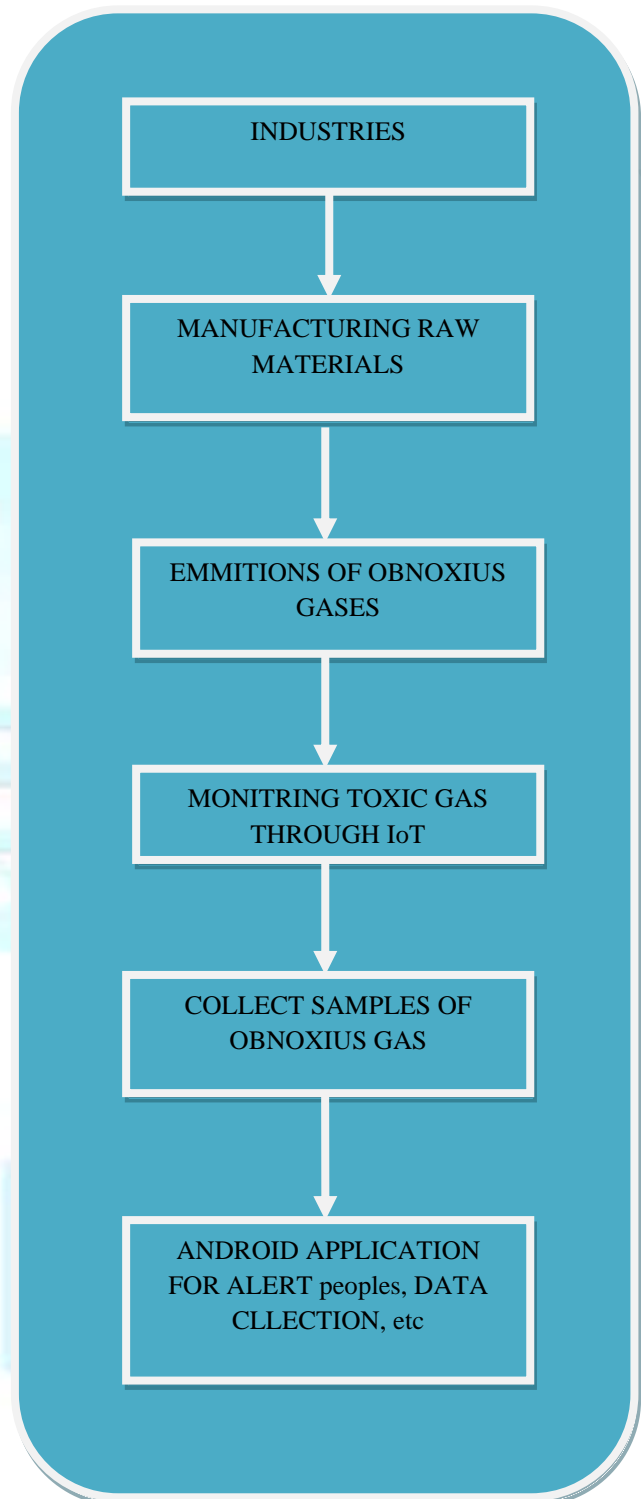 INDUSTRIES
MANUFACTURING RAW
MATERIALS
EMMITIONS OF OBNOXIUS
GASES
MONITRING TOXIC GAS
THROUGH IoT
COLLECT SAMPLES OF
OBNOXIUS GAS
ANDROID APPLICATION
FOR ALERT peoples, DATA
CLLECTION, etc